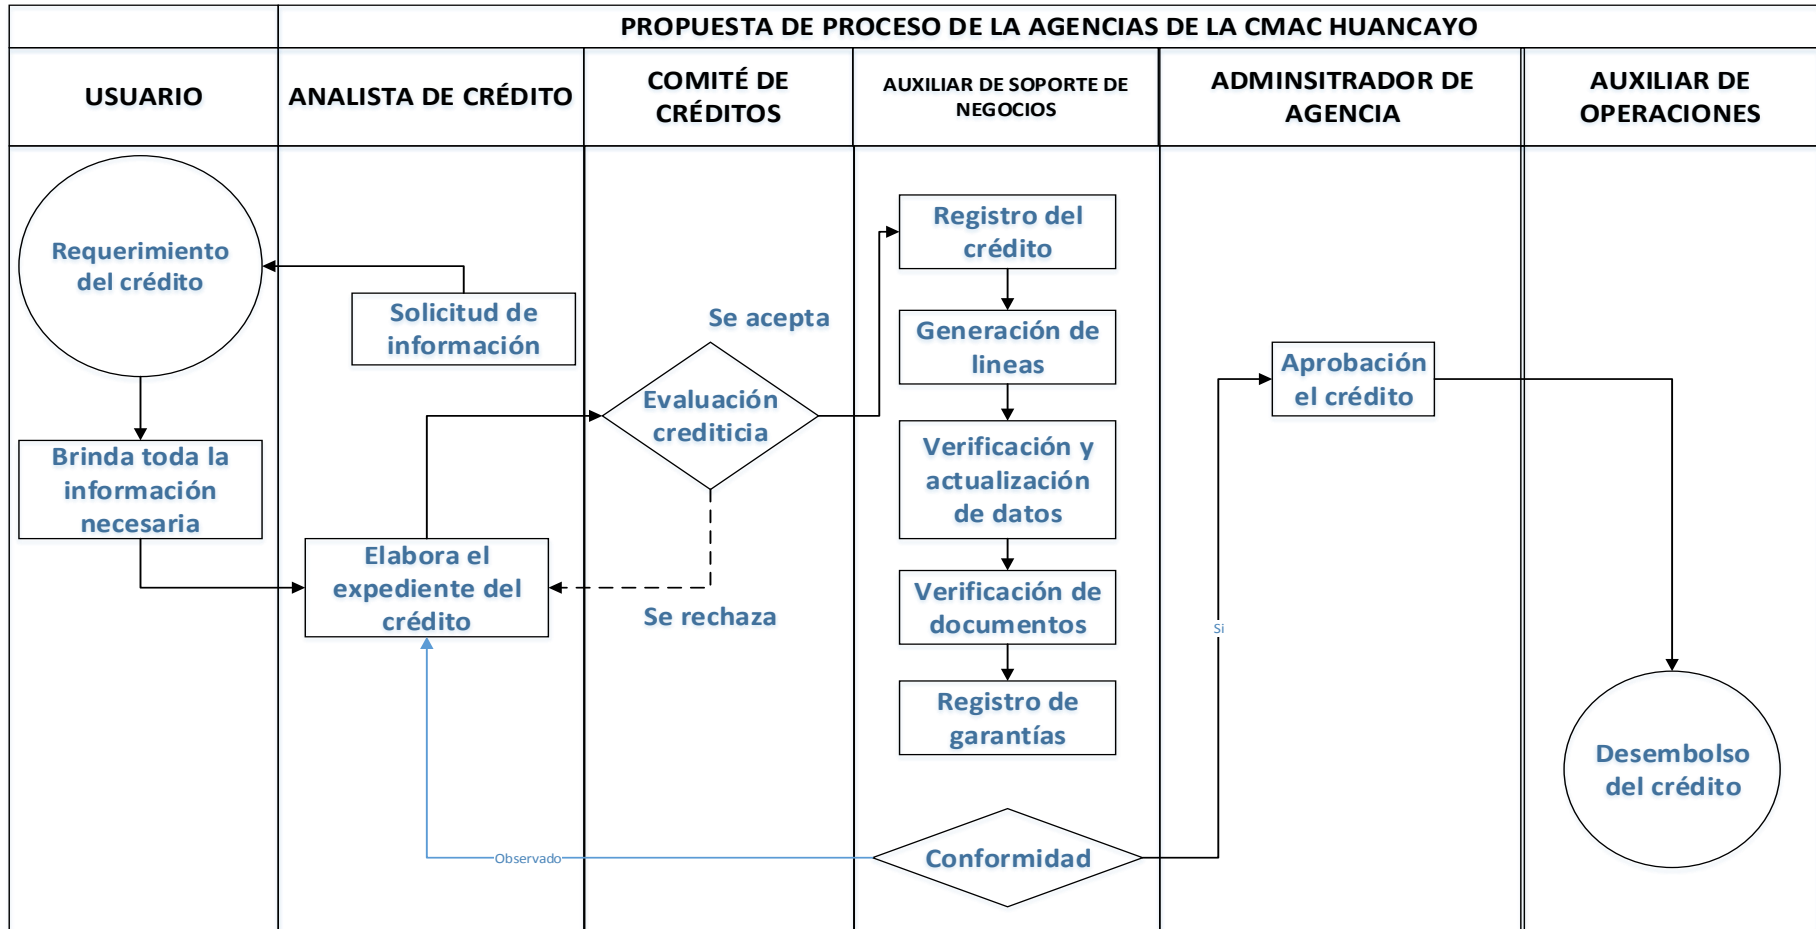 PROPUESTA DE PROCESO DE LA AGENCIAS DE LA CMAC HUANCAYO
USUARIO
ANALISTA DE CRÉDITO
COMITÉ DE
CRÉDITOS
AUXILIAR DE SOPORTE DE
NEGOCIOS
ADMINSITRADOR DE
AGENCIA
AUXILIAR DE
OPERACIONES
Requerimiento
del crédito
Brinda toda la
información
necesaria
Solicitud de
información
Elabora el
expediente del
crédito
Se acepta
Evaluación
crediticia
Se rechaza
Registro del
crédito
Generación de
lineas
Verificación y
actualización
de datos
Verificación de
documentos
Registro de
garantías
Conformidad
Observado
Si
Aprobación
el crédito
Desembolso
del crédito